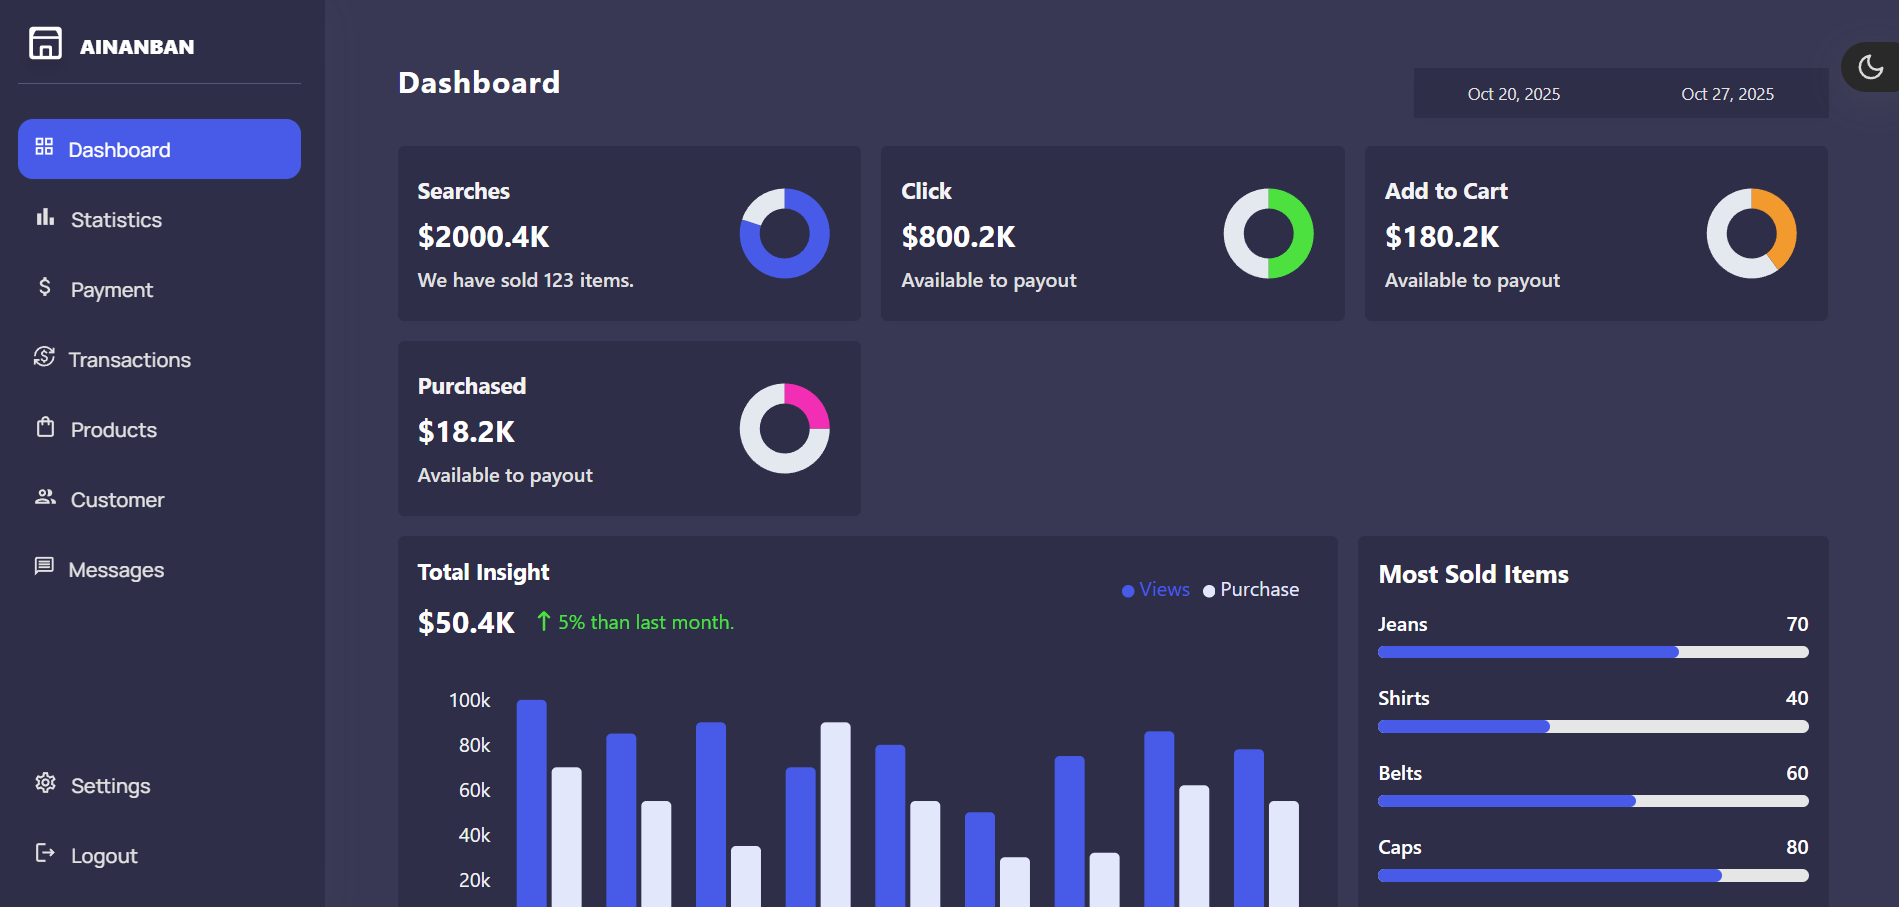 AINANBAN
Dashboard
Statistics
Payment
Transactions
Products
Customer
Messages
Settings
Logout
Dashboard
Oct 20, 2025
Oct 27, 2025
Searches
$2000.4K
We have sold 123 items.
Click
$800.2K
Available to payout
Add to Cart
$180.2K
Available to payout
Purchased
$18.2K
Available to payout
Total Insight
$50.4K
5% than last month.
Views
Purchase
100k
80k
60k
40k
20k
Most Sold Items
Jeans 70
Shirts 40
Belts 60
Caps 80